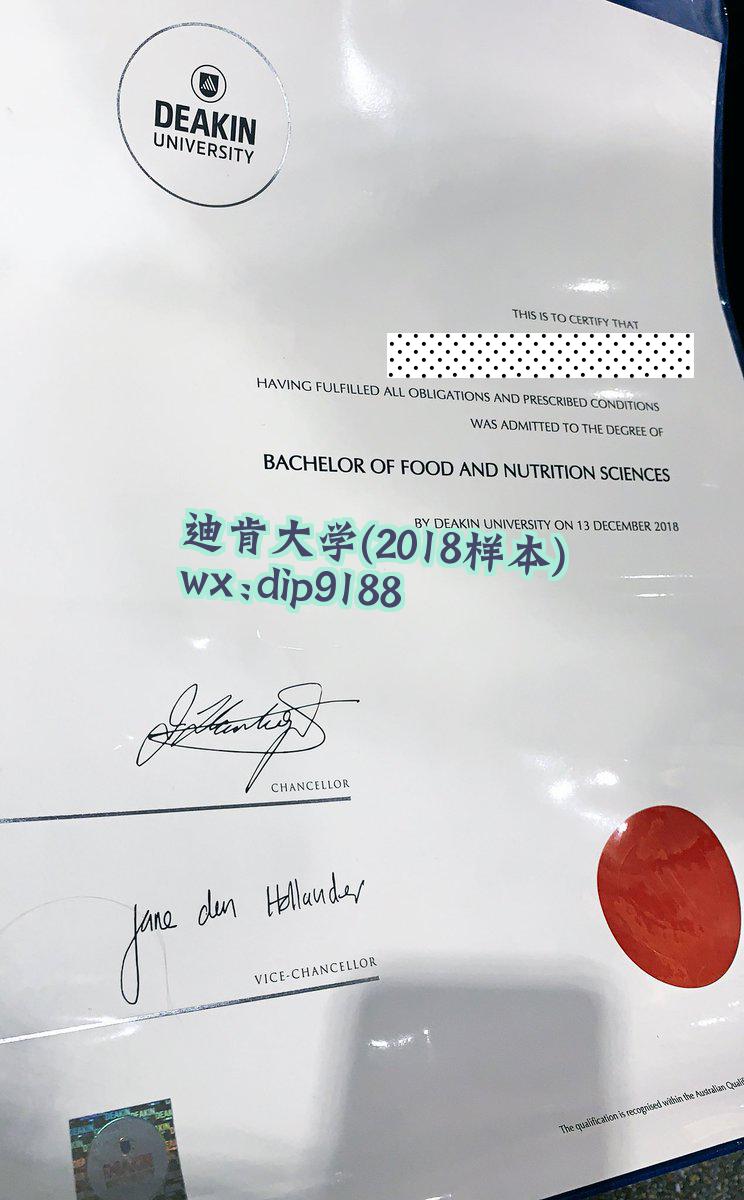 DEAKIN
UNIVERSITY
THIS IS TO CERTIFY THAT
HAVING FULFILLED ALL OBLIGATIONS AND PRESCRIBED CONDITIONS
WAS ADMITTED TO THE DEGREE OF
BACHELOR OF FOOD AND NUTRITION SCIENCES
BY DEAKIN UNIVERSITY ON 13 DECEMBER 2018
迪肯大学(2018样本)
wx:dip9188
CHANCELLOR
Jane den Hollander
VICE-CHANCELLOR
DEAKIN DEAKIN
DEAKIN
The qualification is recognised within the Australian